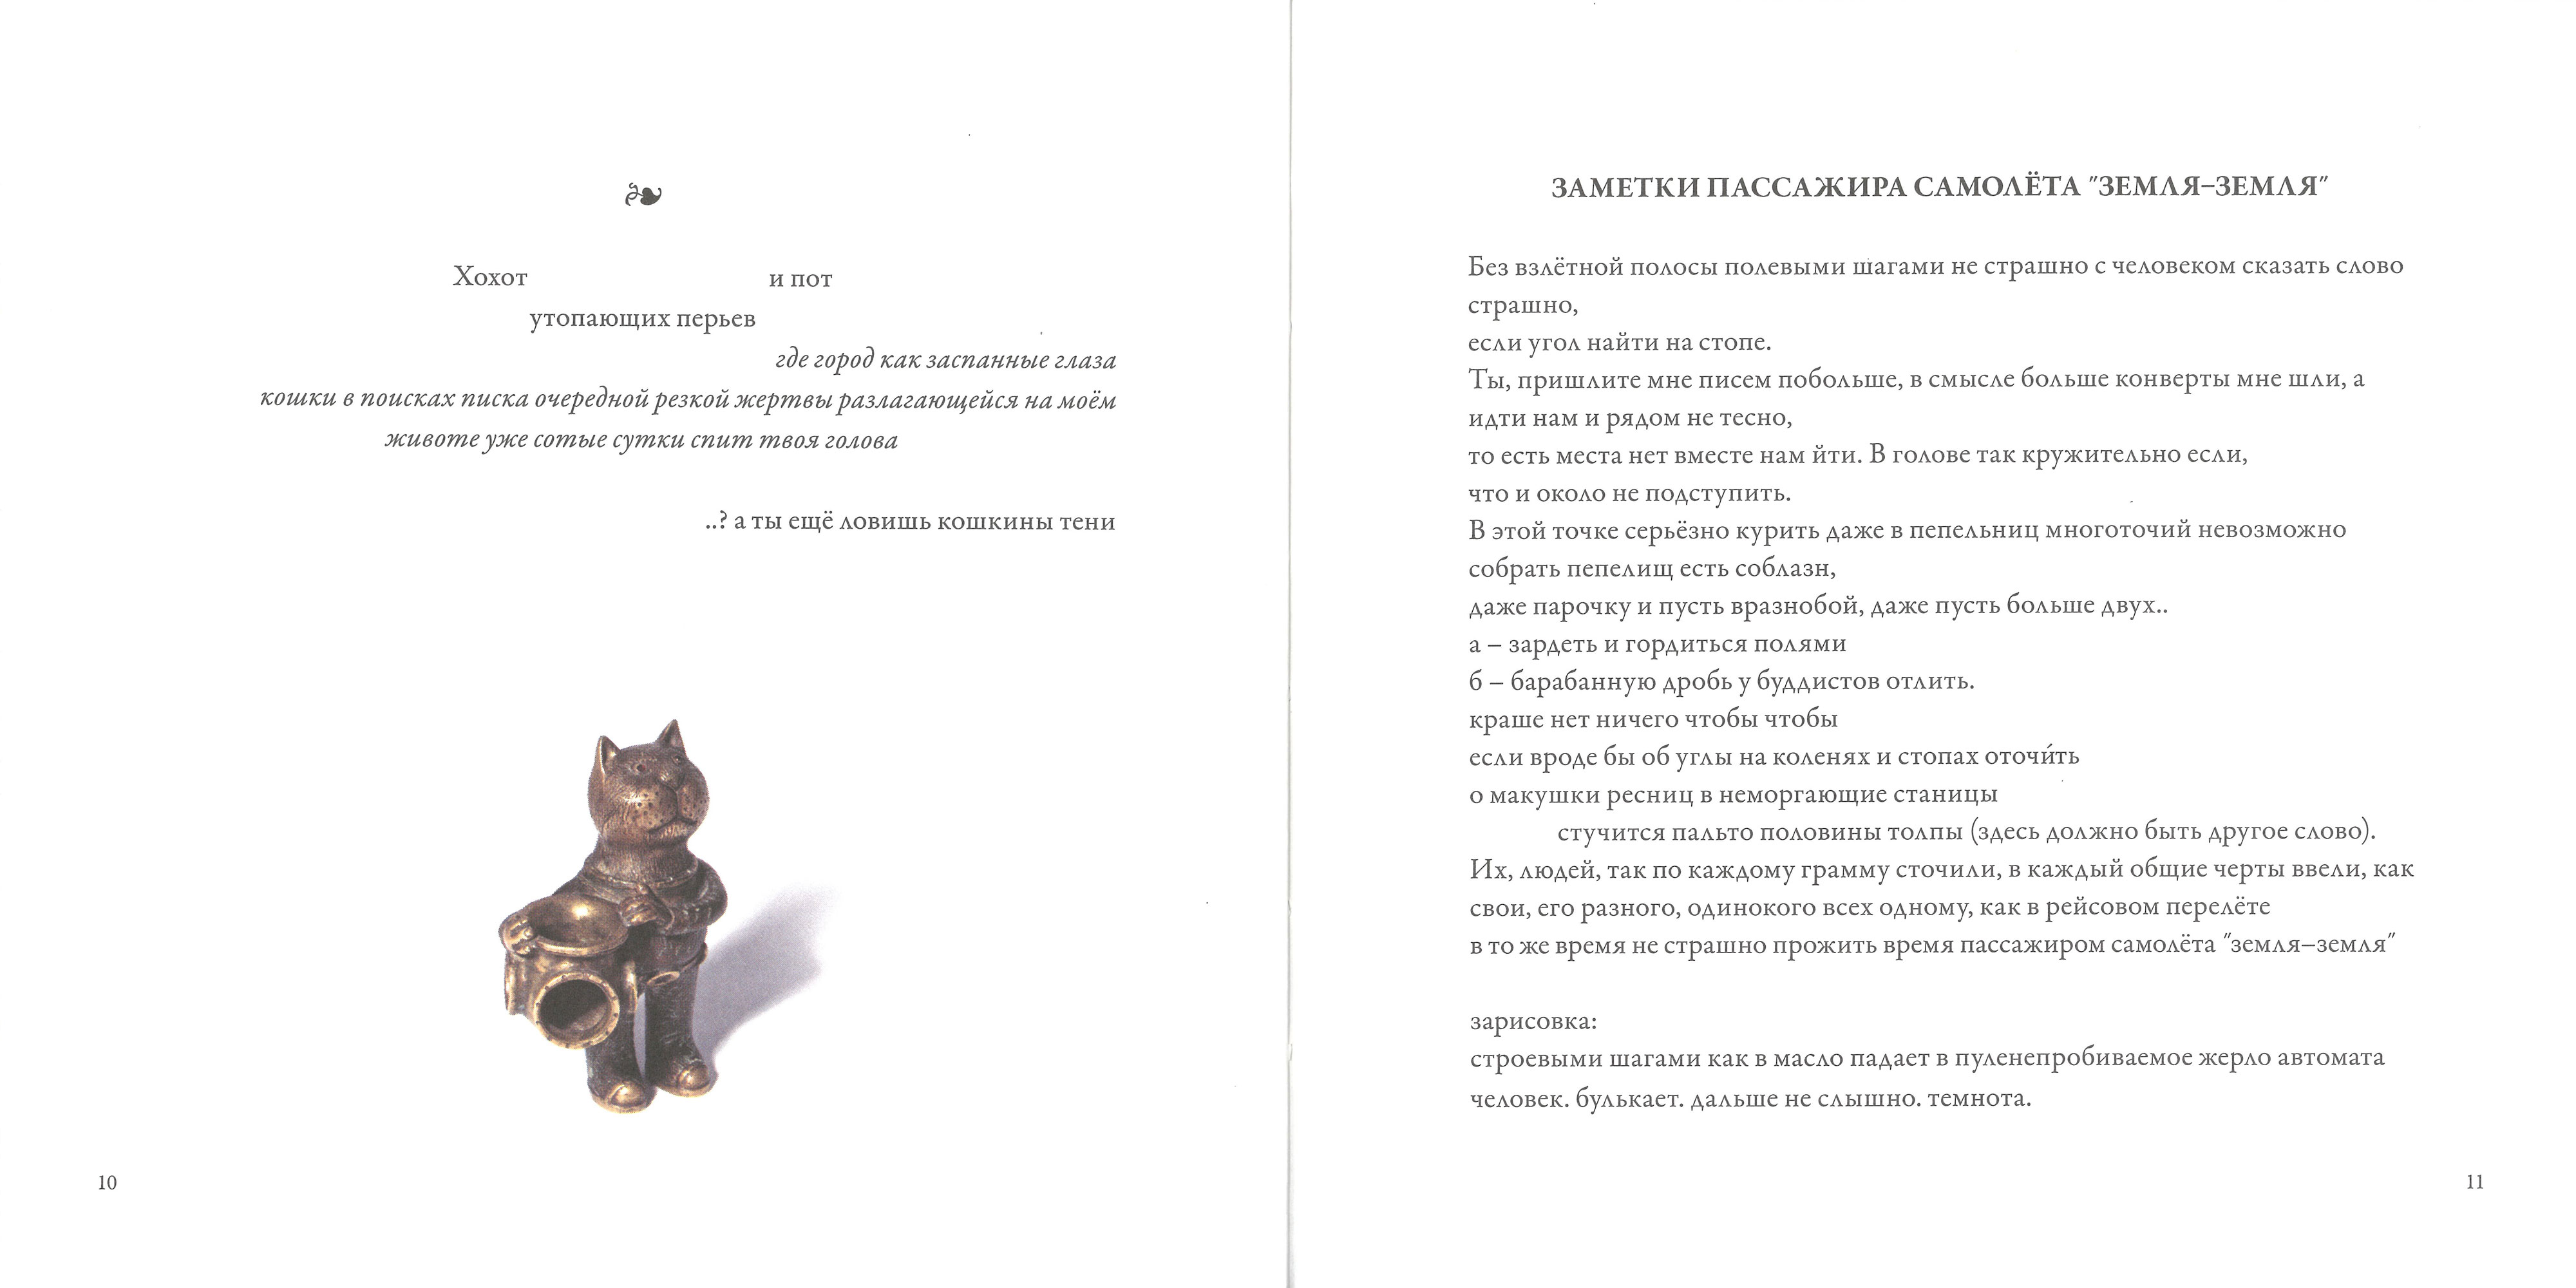 Хохот и пот
утопающих перьев
где город как заспанные глаза
кошки в поисках писка очередной резкой жертвы разлагающейся на моём
животе уже сотые сутки спит твоя голова
..? а ты ещё ловишь кошкины тени
10
ЗАМЕТКИ ПАССАЖИРА САМОЛЁТА "ЗЕМЛЯ–ЗЕМЛЯ"
Без взлётной полосы полевыми шагами не страшно с человеком сказать слово
страшно,
если угол найти на стопе.
Ты, пришлите мне писем побольше, в смысле больше конверты мне шли, а
идти нам и рядом не тесно,
то есть места нет вместе нам йти. В голове так кружительно если,
что и около не подступить.
В этой точке серьёзно курить даже в пепельниц многоточий невозможно
собрать пепелищ есть соблазн,
даже парочку и пусть вразнобой, даже пусть больше двух..
а – зардеть и гордиться полями
б – барабанную дробь у буддистов отлить.
краше нет ничего чтобы чтобы
если вроде бы об углы на коленях и стопах оточи́ть
о макушки ресниц в неморгающие станицы
стучится пальто половины толпы (здесь должно быть другое слово).
Их, людей, так по каждому грамму сточили, в каждый общие черты ввели, как
свои, его разного, одинокого всех одному, как в рейсовом перелёте
в то же время не страшно прожить время пассажиром самолёта "земля–земля"
зарисовка:
строевыми шагами как в масло падает в пуленепробиваемое жерло автомата
человек. булькает. дальше не слышно. темнота.
11